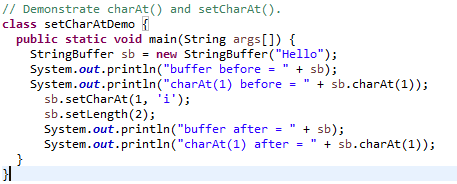 // Demonstrate charAt() and setCharAt().
class setCharAtDemo {
  public static void main(String args[]) {
    StringBuffer sb = new StringBuffer("Hello");
    System.out.println("buffer before = " + sb);
    System.out.println("charAt(1) before = " + sb.charAt(1));
      sb.setCharAt(1, 'i');
      sb.setLength(2);
      System.out.println("buffer after = " + sb);
      System.out.println("charAt(1) after = " + sb.charAt(1));
  }
}